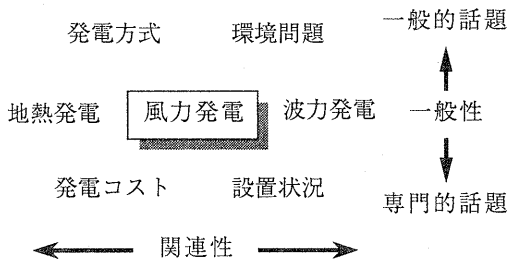 一般的話題
発電方式 環境問題
地熱発電 風力発電 波力発電 一般性
発電コスト 設置状況
専門的話題
関連性